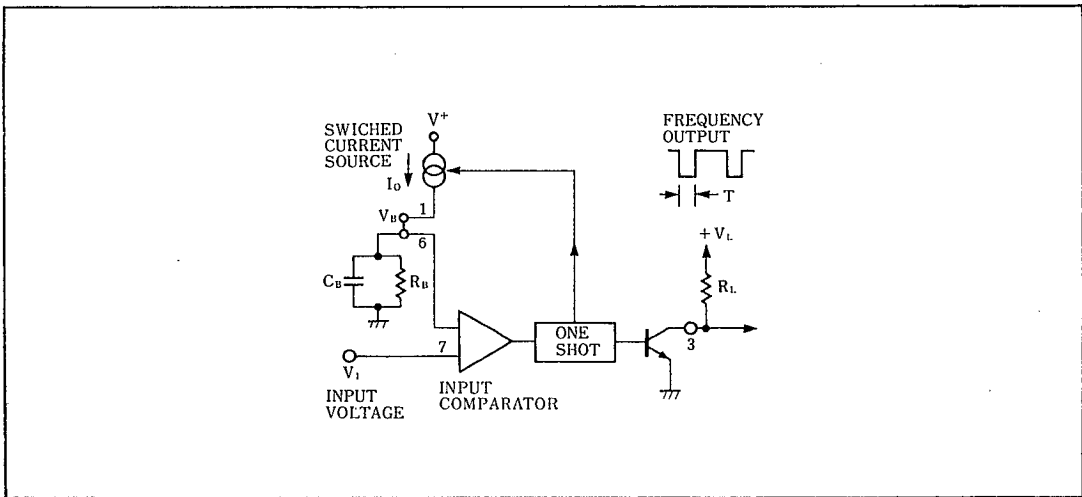 SWICHED
CURRENT
SOURCE
V+
Io
1
VB
6
CB
RB
7
V1
INPUT
VOLTAGE
INPUT
COMPARATOR
ONE
SHOT
FREQUENCY
OUTPUT
T
+ VL
RL
3